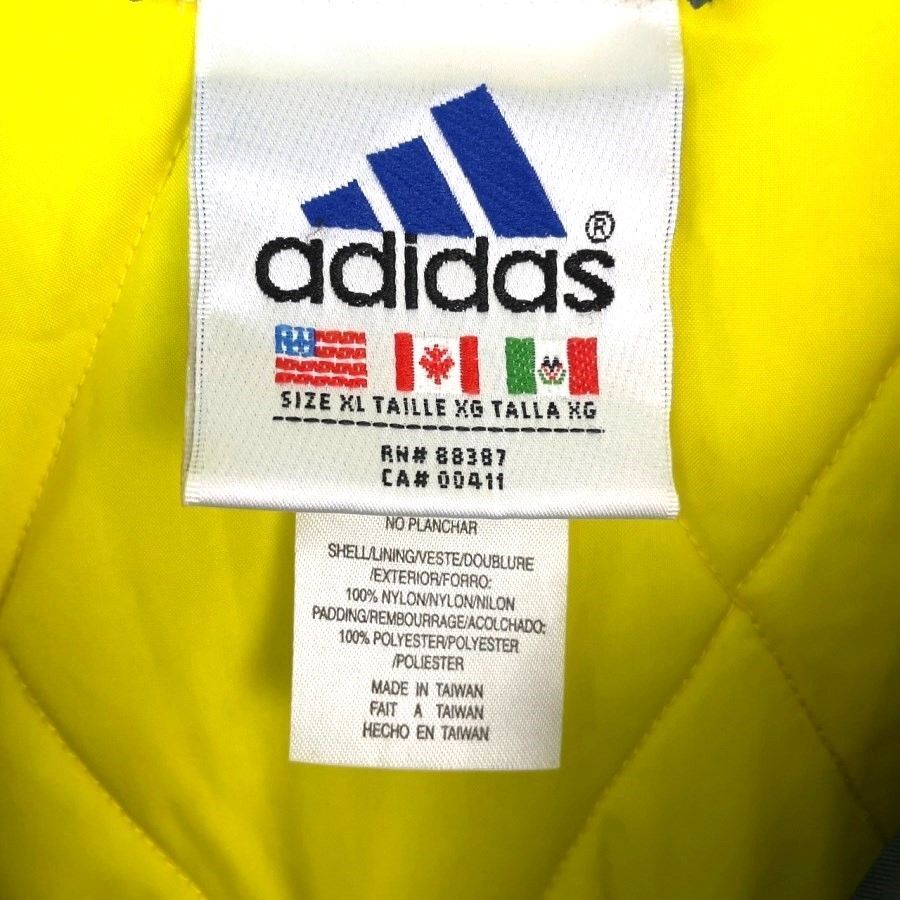 adidas®
SIZE XL TAILLE XG TALLA XG
RN# 88387
CA# 00411
NO PLANCHAR
SHELL/LINING/VESTE/DOUBLURE
/EXTERIOR/FORRO:
100% NYLON/NYLON/NILON
PADDING/REMBOURRAGE/ACOLCHADO:
100% POLYESTER/POLYESTER
/POLIESTER
MADE IN TAIWAN
FAIT A TAIWAN
HECHO EN TAIWAN